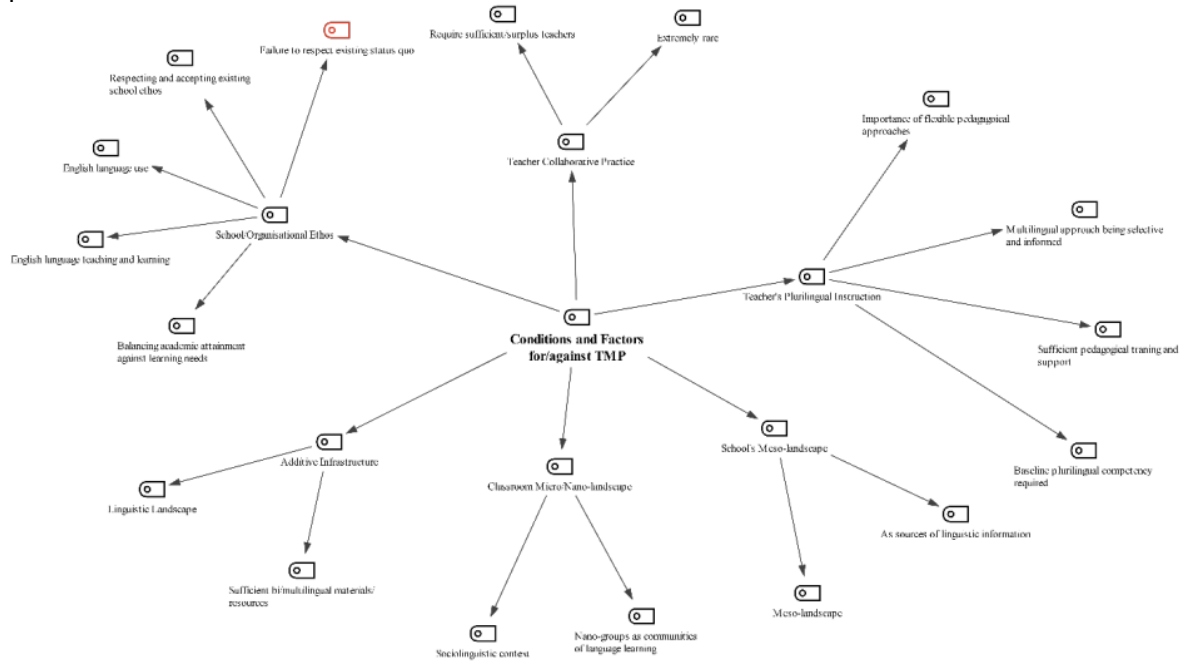 Require sufficient/surplus teachers
Extremely rare
Failure to respect existing status quo
Respecting and accepting existing
school ethos
Importance of flexible pedagogical
approaches
Teacher Collaborative Practice
English language use
Multilingual approach being selective
and informed
School/Organisational Ethos
English language teaching and learning
Teacher's Plurilingual Instruction
Conditions and Factors
for/against TMP
Balancing academic attainment
against learning needs
Sufficient pedagogical traning and
support
School's Meso-landscape
Additive Infrastructure
Baseline plurilingual competency
required
Classroom Micro/Nano-landscape
Linguistic Landscape
As sources of linguistic information
Sufficient bi/multilingual materials/
resources
Meso-landscape
Nano-groups as communities
of language learning
Sociolinguistic context